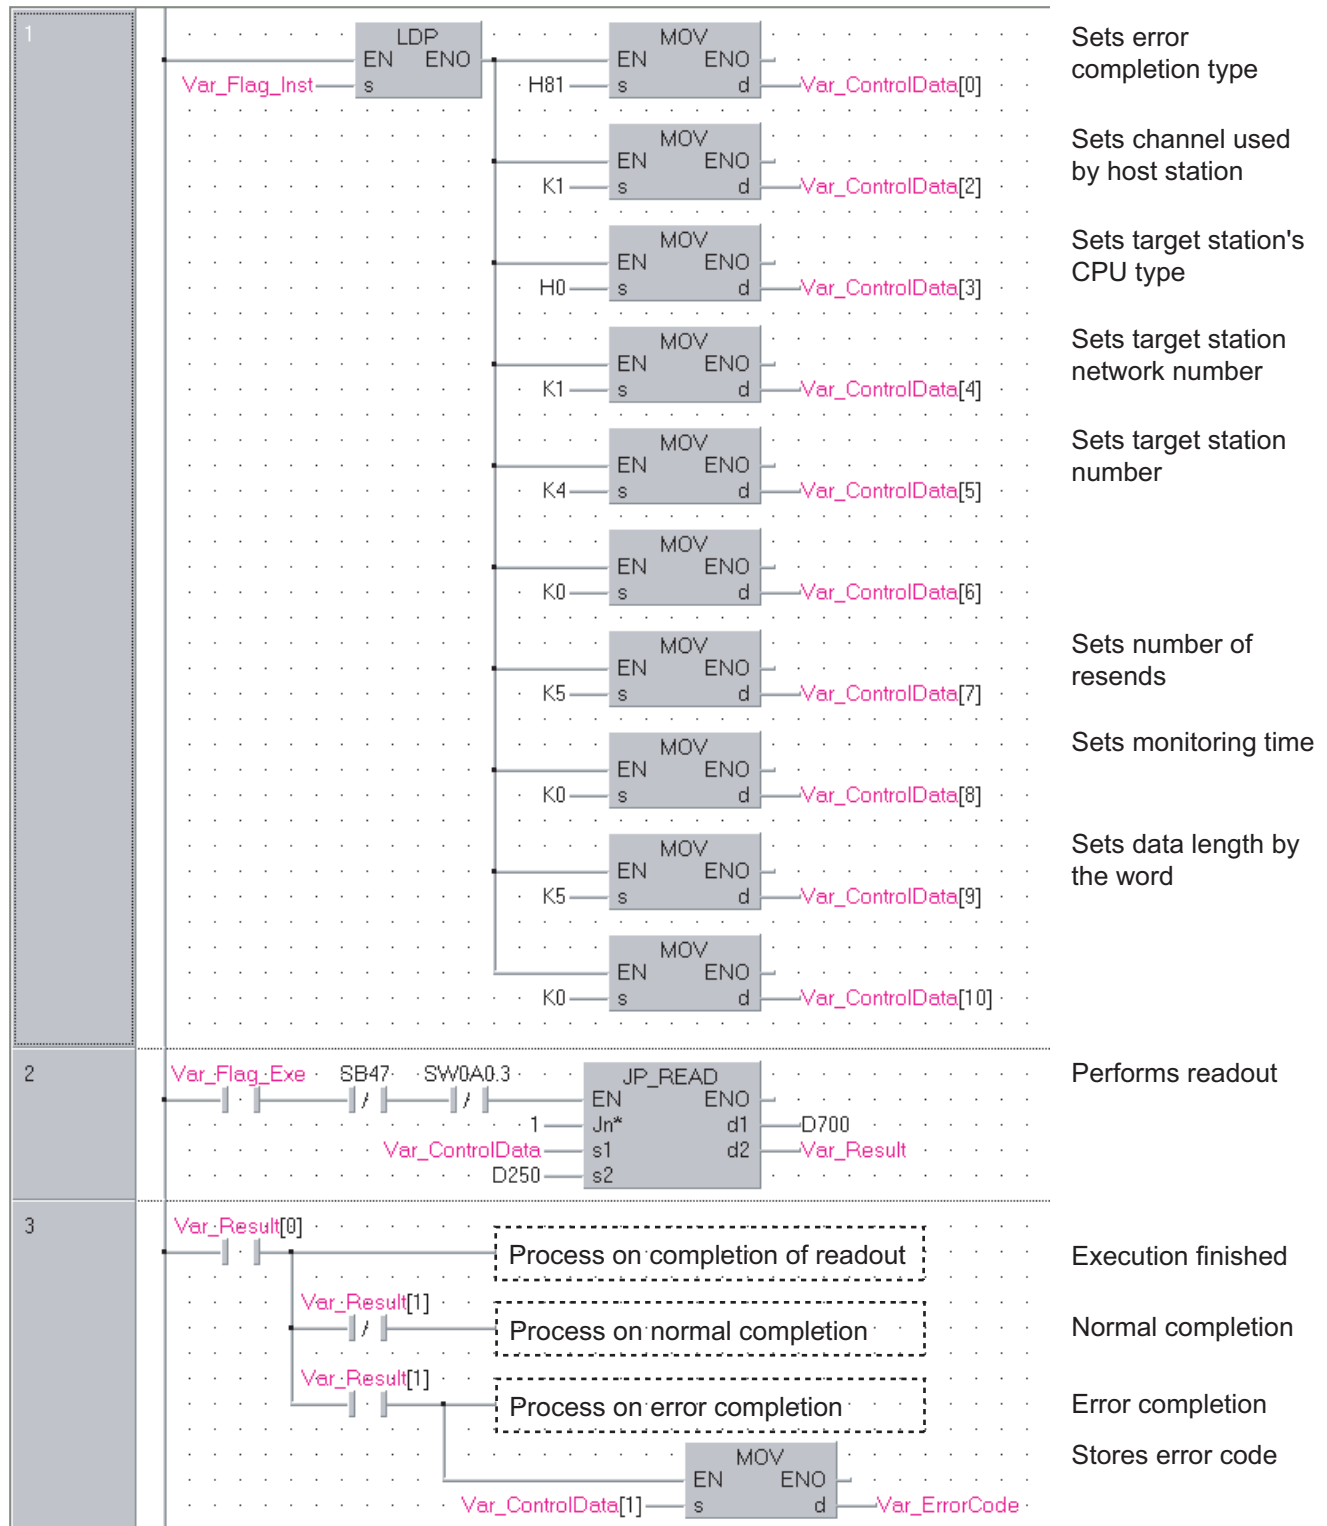 1
LDP
EN ENO
Var_Flag_Inst s
MOV
EN ENO
H81 s d Var_ControlData[0]
Sets error
completion type
MOV
EN ENO
K1 s d Var_ControlData[2]
Sets channel used
by host station
MOV
EN ENO
H0 s d Var_ControlData[3]
Sets target station's
CPU type
MOV
EN ENO
K1 s d Var_ControlData[4]
Sets target station
network number
MOV
EN ENO
K4 s d Var_ControlData[5]
Sets target station
number
MOV
EN ENO
K0 s d Var_ControlData[6]
MOV
EN ENO
K5 s d Var_ControlData[7]
Sets number of
resends
MOV
EN ENO
K0 s d Var_ControlData[8]
Sets monitoring time
MOV
EN ENO
K5 s d Var_ControlData[9]
Sets data length by
the word
MOV
EN ENO
K0 s d Var_ControlData[10]
2
Var_Flag_Exe SB47 SW0A0.3
JP_READ
EN ENO
1 Jn* d1 D700
Var_ControlData s1 d2 Var_Result
D250 s2
Performs readout
3
Var_Result[0]
Process on completion of readout
Execution finished
Var_Result[1]
Process on normal completion
Normal completion
Var_Result[1]
Process on error completion
Error completion
MOV
EN ENO
Var_ControlData[1] s d Var_ErrorCode
Stores error code